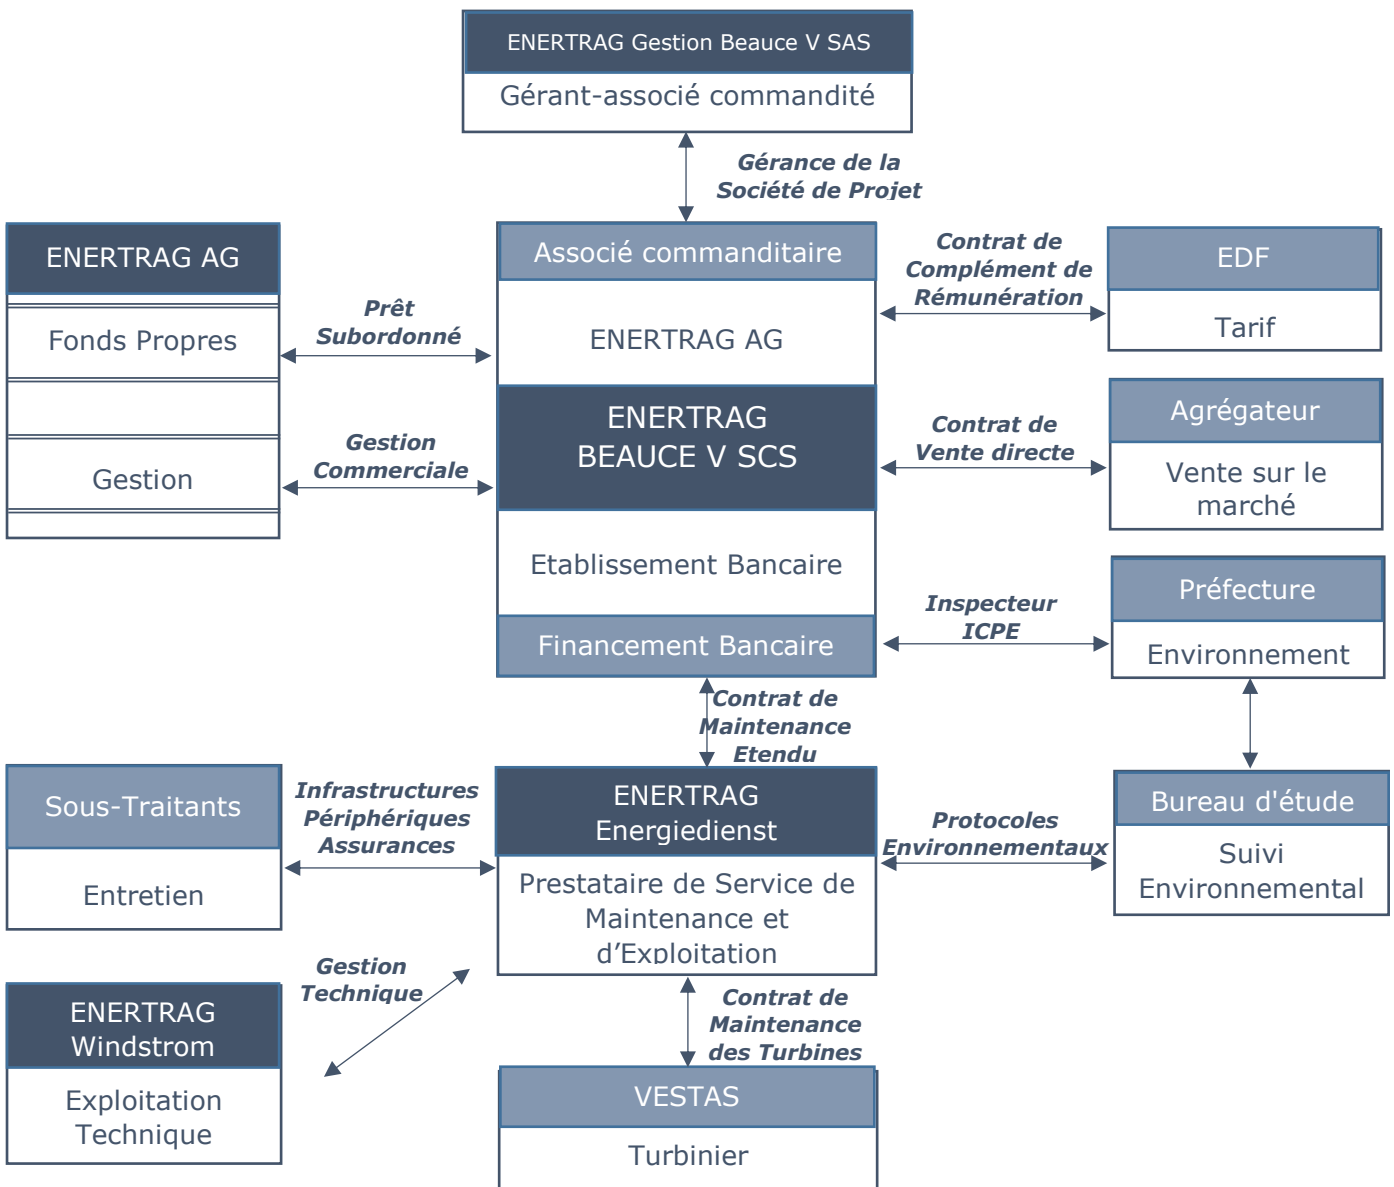 ENERTRAG Gestion Beauce V SAS
Gérant-associé commandité
Gérance de la
Société de Projet
ENERTRAG AG
Fonds Propres
Gestion
Prêt
Subordonné
Gestion
Commerciale
Associé commanditaire
ENERTRAG AG
ENERTRAG
BEAUCE V SCS
Etablissement Bancaire
Financement Bancaire
Contrat de
Complément de
Rémunération
EDF
Tarif
Contrat de
Vente directe
Agrégateur
Vente sur le
marché
Inspecteur
ICPE
Préfecture
Environnement
Contrat de
Maintenance
Etendu
Sous-Traitants
Entretien
Infrastructures
Périphériques
Assurances
ENERTRAG
Energiedienst
Prestataire de Service de
Maintenance et
d’Exploitation
Protocoles
Environnementaux
Bureau d'étude
Suivi
Environnemental
Gestion
Technique
ENERTRAG
Windstrom
Exploitation
Technique
Contrat de
Maintenance
des Turbines
VESTAS
Turbinier